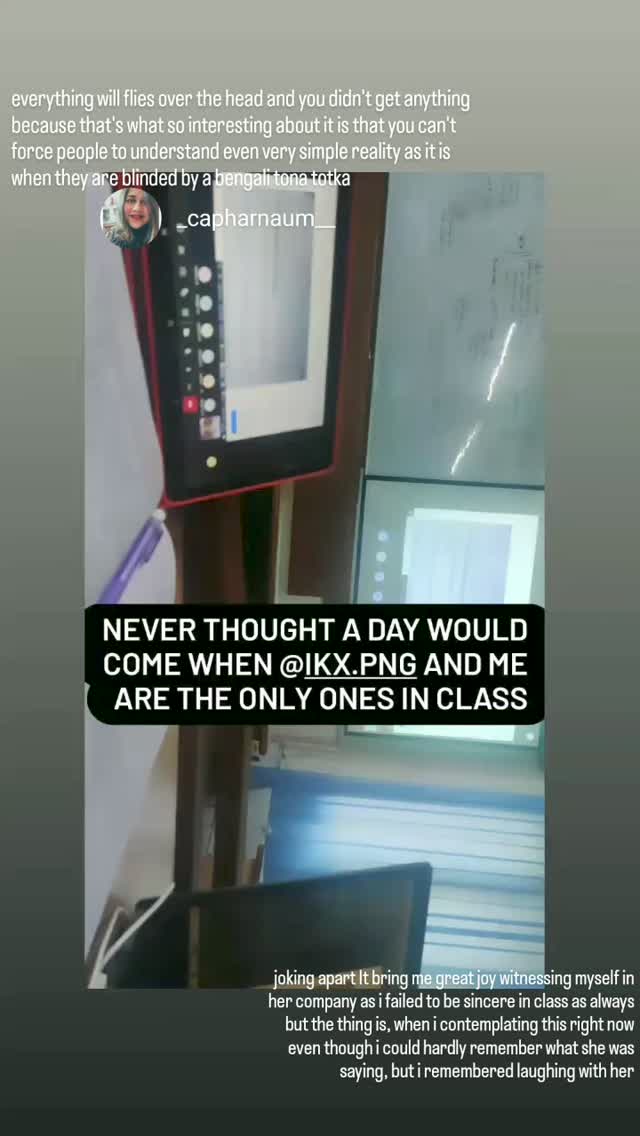 everything will flies over the head and you didn't get anything
because that's what so interesting about it is that you can't
force people to understand even very simple reality as it is
when they are blinded by a bengali tona totka
_capharnaum__
NEVER THOUGHT A DAY WOULD
COME WHEN @IKX.PNG AND ME
ARE THE ONLY ONES IN CLASS
joking apart It bring me great joy witnessing myself in
her company as i failed to be sincere in class as always
but the thing is, when i contemplating this right now
even though i could hardly remember what she was
saying, but i remembered laughing with her